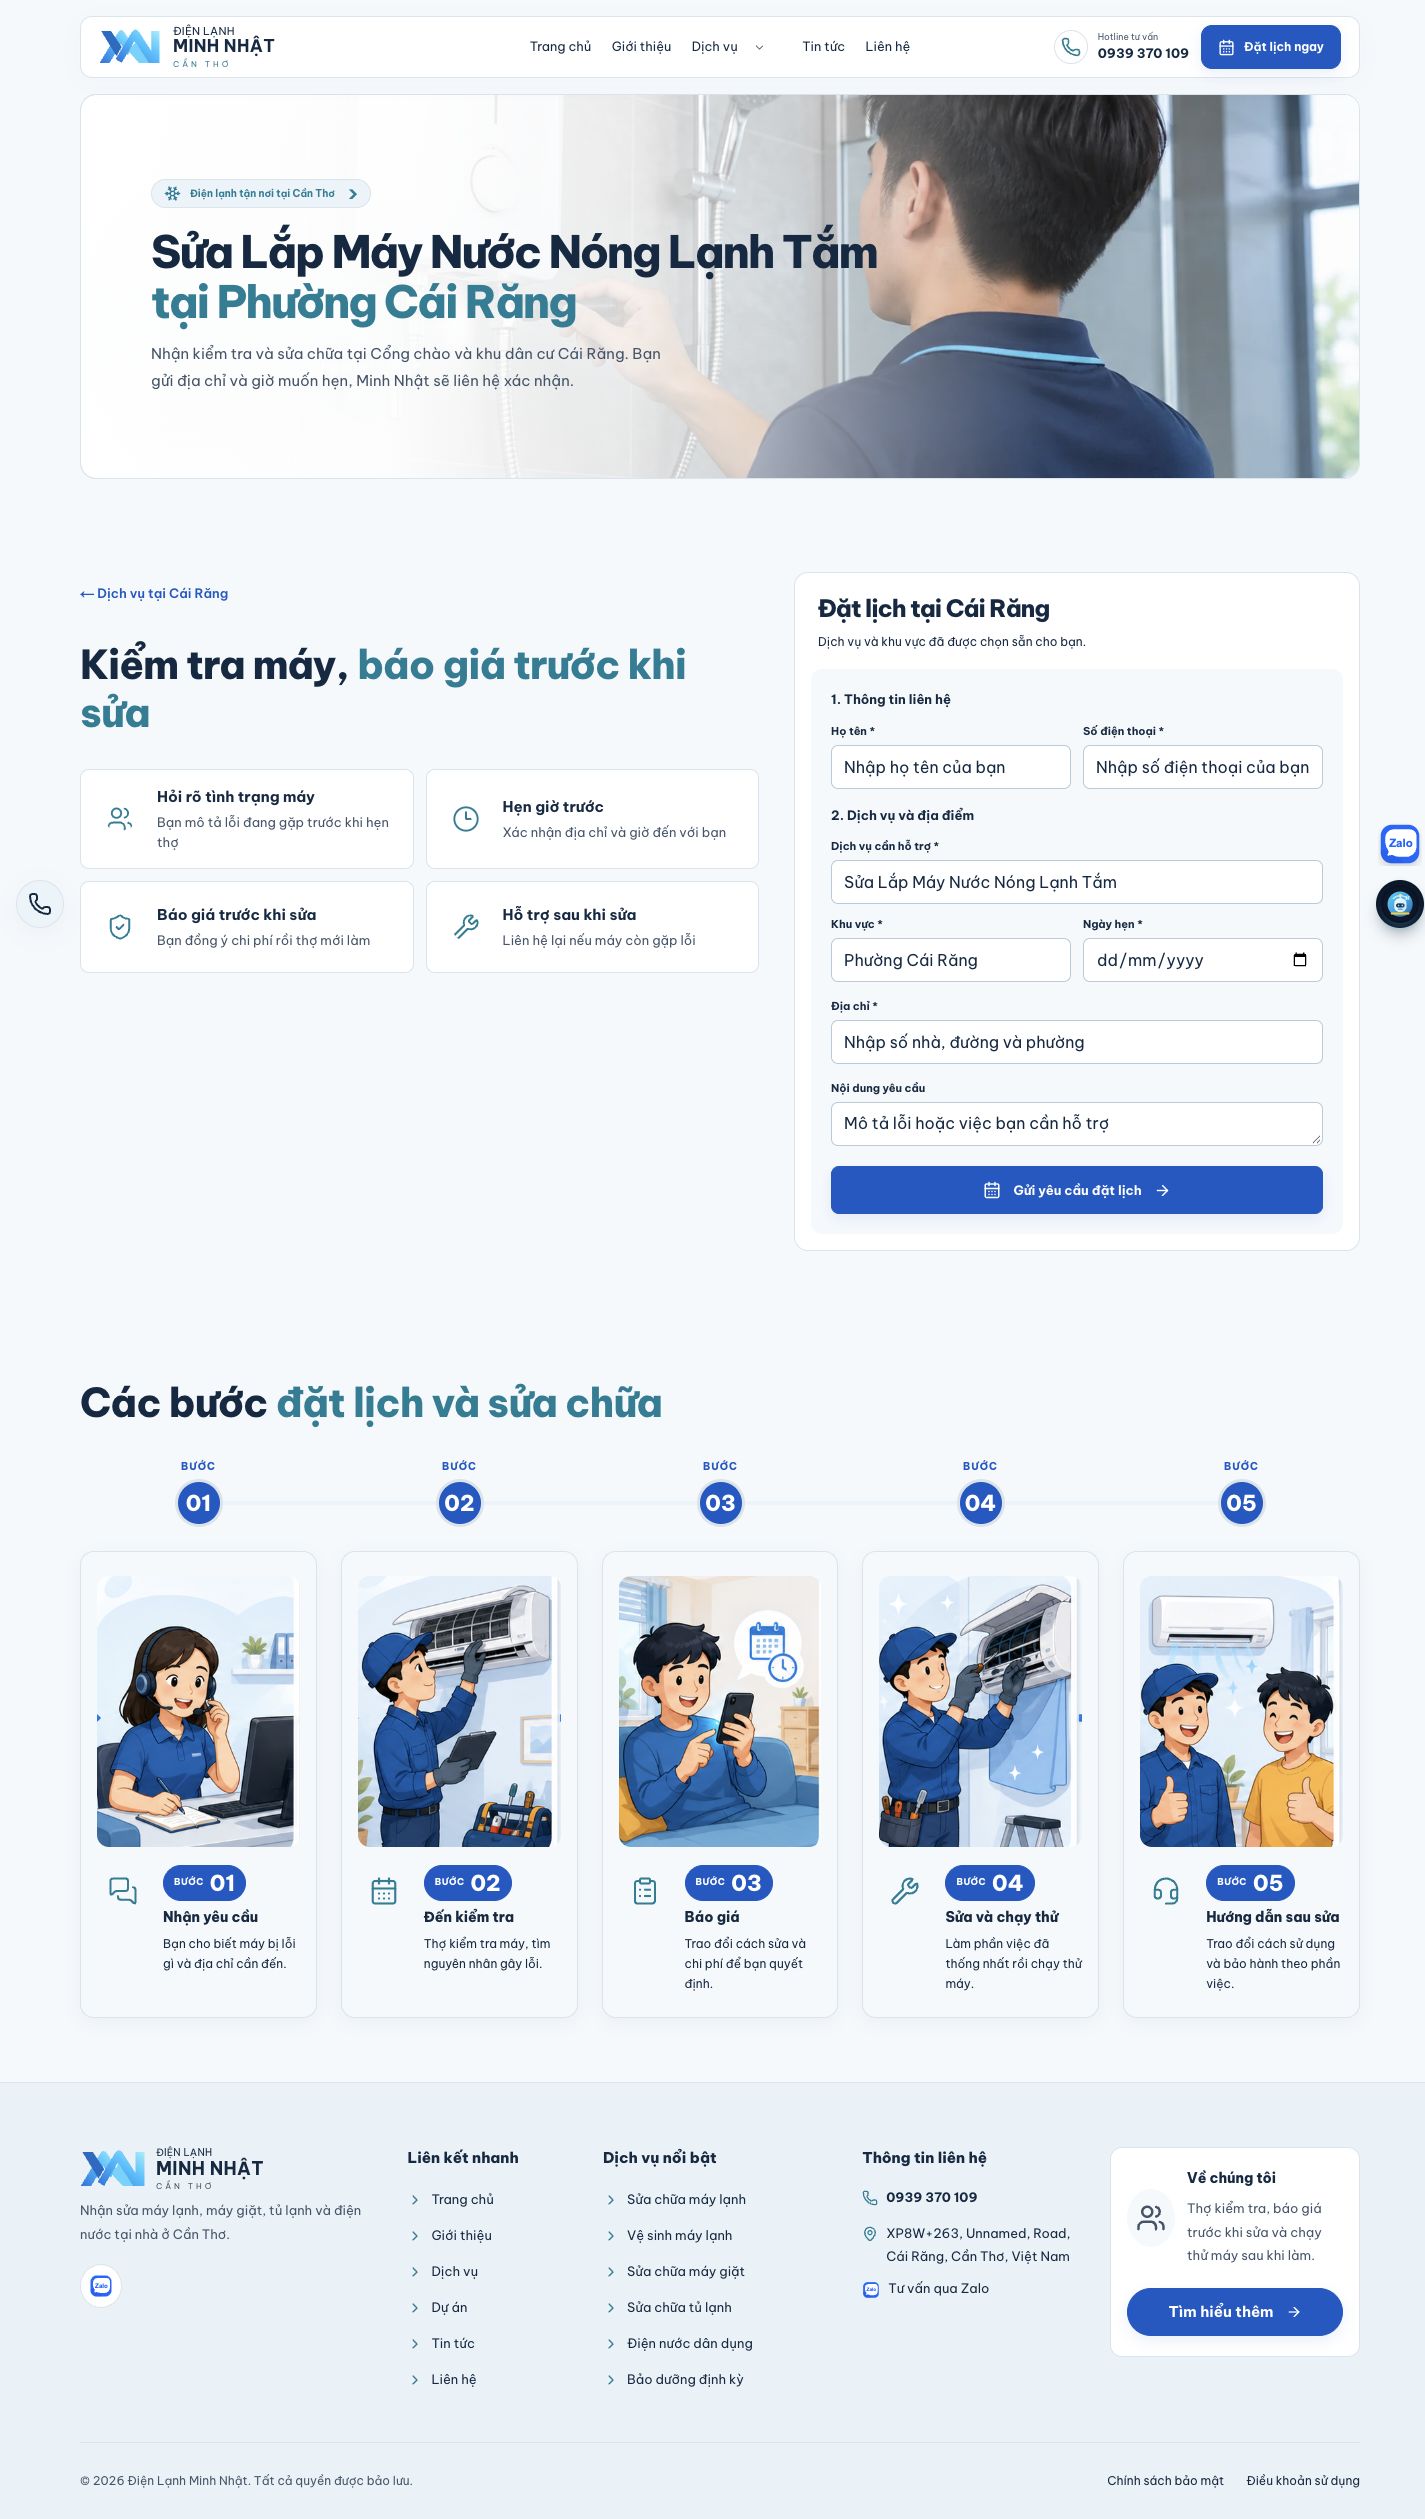 ĐIỆN LẠNH
MINH NHẬT
CẦN THƠ
Trang chủ
Giới thiệu
Dịch vụ
Tin tức
Liên hệ
Hotline tư vấn
0939 370 109
Đặt lịch ngay
Điện lạnh tận nơi tại Cần Thơ
Sửa Lắp Máy Nước Nóng Lạnh Tắm
tại Phường Cái Răng
Nhận kiểm tra và sửa chữa tại Cổng chào và khu dân cư Cái Răng. Bạn
gửi địa chỉ và giờ muốn hẹn, Minh Nhật sẽ liên hệ xác nhận.
← Dịch vụ tại Cái Răng
Kiểm tra máy, báo giá trước khi
sửa
Hỏi rõ tình trạng máy
Bạn mô tả lỗi đang gặp trước khi hẹn
thợ
Hẹn giờ trước
Xác nhận địa chỉ và giờ đến với bạn
Báo giá trước khi sửa
Bạn đồng ý chi phí rồi thợ mới làm
Hỗ trợ sau khi sửa
Liên hệ lại nếu máy còn gặp lỗi
Đặt lịch tại Cái Răng
Dịch vụ và khu vực đã được chọn sẵn cho bạn.
1. Thông tin liên hệ
Họ tên *
Số điện thoại *
Nhập họ tên của bạn
Nhập số điện thoại của bạn
2. Dịch vụ và địa điểm
Dịch vụ cần hỗ trợ *
Sửa Lắp Máy Nước Nóng Lạnh Tắm
Khu vực *
Ngày hẹn *
Phường Cái Răng
dd/mm/yyyy
Địa chỉ *
Nhập số nhà, đường và phường
Nội dung yêu cầu
Mô tả lỗi hoặc việc bạn cần hỗ trợ
Gửi yêu cầu đặt lịch
Zalo
Các bước đặt lịch và sửa chữa
BƯỚC
01
BƯỚC
02
BƯỚC
03
BƯỚC
04
BƯỚC
05
BƯỚC 01
Nhận yêu cầu
Bạn cho biết máy bị lỗi
gì và địa chỉ cần đến.
BƯỚC 02
Đến kiểm tra
Thợ kiểm tra máy, tìm
nguyên nhân gây lỗi.
BƯỚC 03
Báo giá
Trao đổi cách sửa và
chi phí để bạn quyết
định.
BƯỚC 04
Sửa và chạy thử
Làm phần việc đã
thống nhất rồi chạy thử
máy.
BƯỚC 05
Hướng dẫn sau sửa
Trao đổi cách sử dụng
và bảo hành theo phần
việc.
ĐIỆN LẠNH
MINH NHẬT
CẦN THƠ
Nhận sửa máy lạnh, máy giặt, tủ lạnh và điện
nước tại nhà ở Cần Thơ.
Zalo
Liên kết nhanh
Trang chủ
Giới thiệu
Dịch vụ
Dự án
Tin tức
Liên hệ
Dịch vụ nổi bật
Sửa chữa máy lạnh
Vệ sinh máy lạnh
Sửa chữa máy giặt
Sửa chữa tủ lạnh
Điện nước dân dụng
Bảo dưỡng định kỳ
Thông tin liên hệ
0939 370 109
XP8W+263, Unnamed, Road,
Cái Răng, Cần Thơ, Việt Nam
Zalo
Tư vấn qua Zalo
Về chúng tôi
Thợ kiểm tra, báo giá
trước khi sửa và chạy
thử máy sau khi làm.
Tìm hiểu thêm
© 2026 Điện Lạnh Minh Nhật. Tất cả quyền được bảo lưu.
Chính sách bảo mật
Điều khoản sử dụng